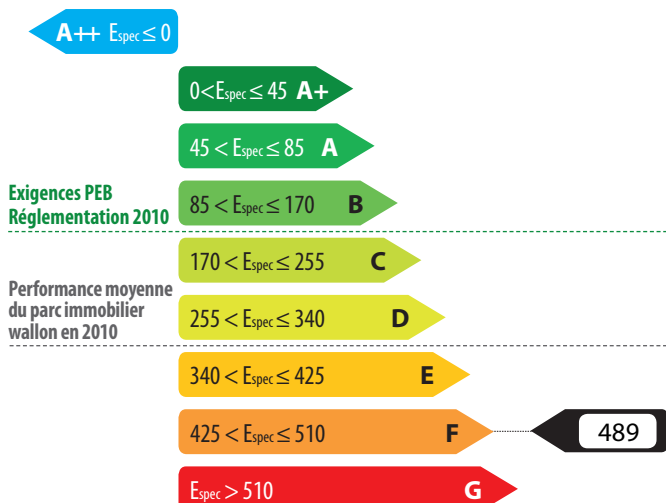 A++ Espec ≤ 0
0<Espec ≤ 45 A+
45 < Espec ≤ 85 A
Exigences PEB
Réglementation 2010
85 < Espec ≤ 170 B
170 < Espec ≤ 255 C
Performance moyenne
du parc immobilier
wallon en 2010
255 < Espec ≤ 340 D
340 < Espec ≤ 425 E
425 < Espec ≤ 510 F
489
Espec > 510 G